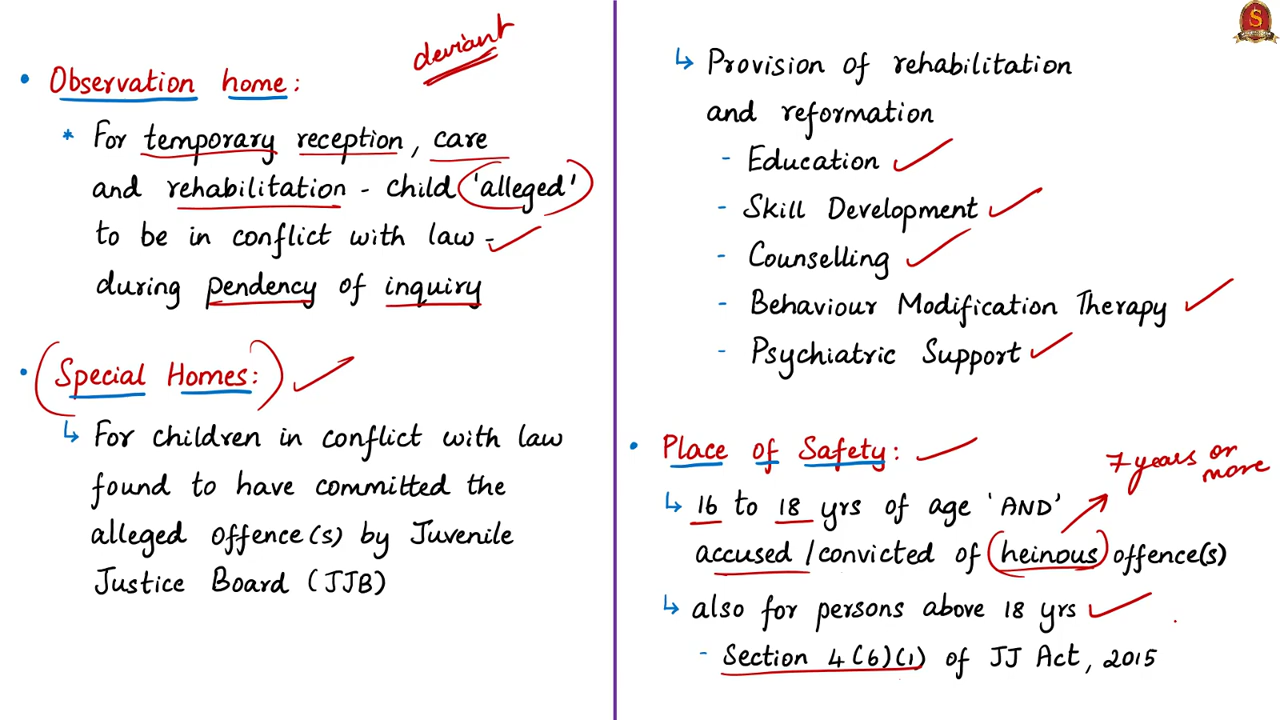 deviant
• Observation home:
* For temporary reception, care
and rehabilitation - child 'alleged'
to be in conflict with law -
during pendency of inquiry
• Special Homes:
↳ For children in conflict with law
found to have committed the
alleged offence(s) by Juvenile
Justice Board (JJB)
S
↳ Provision of rehabilitation
and reformation
- Education
- Skill Development
- Counselling
- Behaviour Modification Therapy
- Psychiatric Support
• Place of Safety:
7 years or
more
↳ 16 to 18 yrs of age 'AND'
accused/convicted of heinous offence(s)
↳ also for persons above 18 yrs
- Section 4(6)(1) of JJ Act, 2015